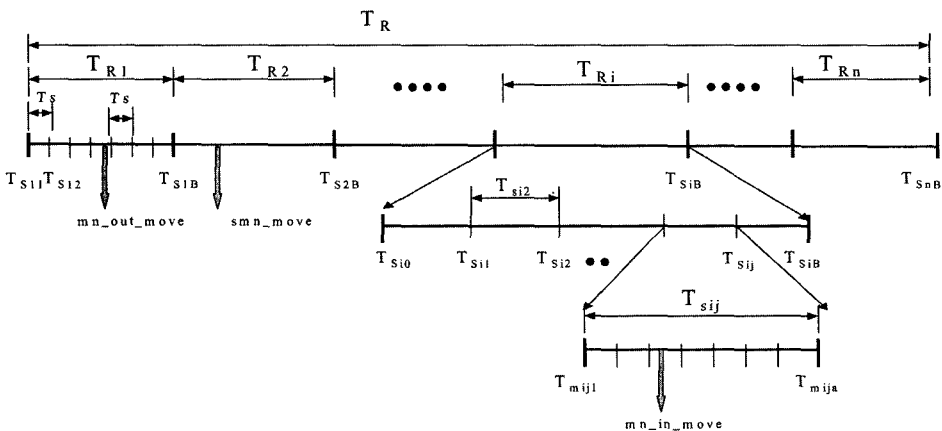 T R
T R1 T R2 T Ri T Rn
Ts Ts
T S11 T S12 T S1B T S2B T SiB T SnB
mn_out_move smn_move
T si2
T Si0 T Si1 T Si2 T Sij T SiB
T sij
T mij1 T mija
mn_in_move